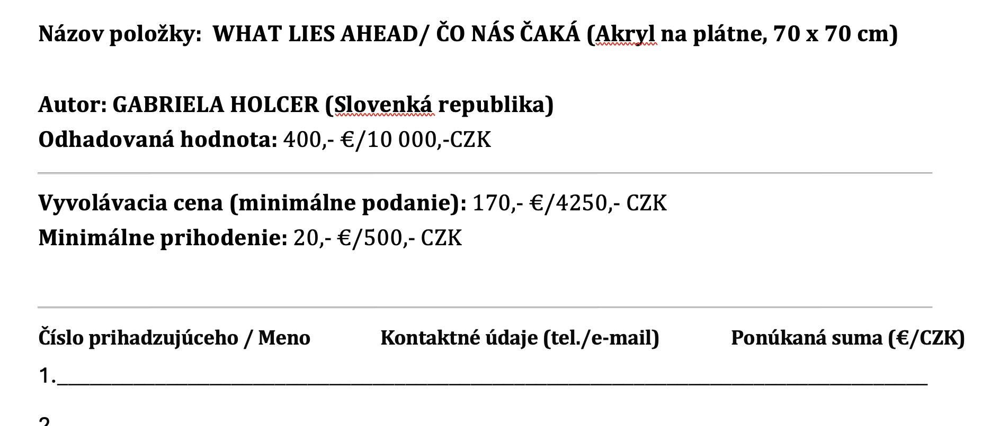 Názov položky:  WHAT LIES AHEAD/ ČO NÁS ČAKÁ (Akryl na plátne, 70 x 70 cm)
Autor: GABRIELA HOLCER (Slovenká republika)
Odhadovaná hodnota: 400,- €/10 000,-CZK
Vyvolávacia cena (minimálne podanie): 170,- €/4250,- CZK
Minimálne prihodenie: 20,- €/500,- CZK
Číslo prihadzujúceho / Meno Kontaktné údaje (tel./e-mail) Ponúkaná suma (€/CZK)
1.
2